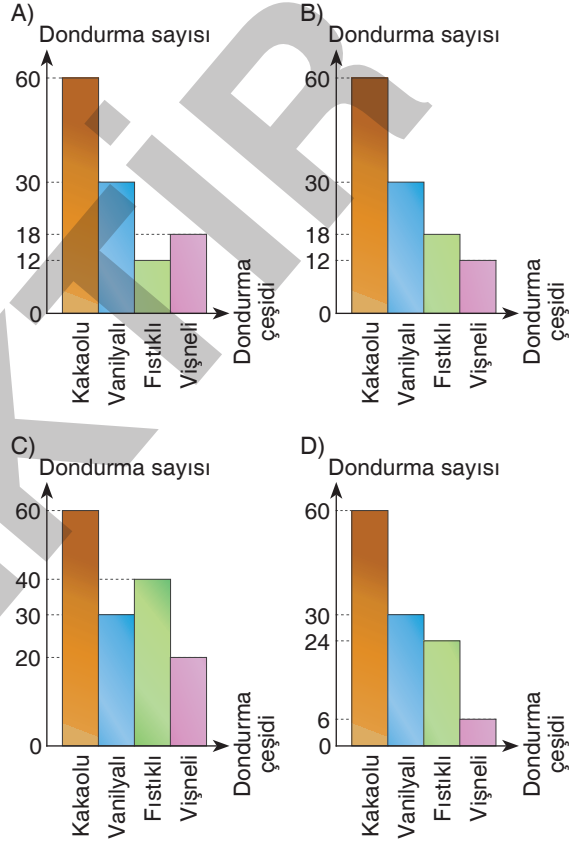 A)
Dondurma sayısı
60
30
18
12
0
Kakaolu
Vanilyalı
Fıstıklı
Vişneli
Dondurma
çeşidi
B)
Dondurma sayısı
60
30
18
12
0
Kakaolu
Vanilyalı
Fıstıklı
Vişneli
Dondurma
çeşidi
C)
Dondurma sayısı
60
40
30
20
0
Kakaolu
Vanilyalı
Fıstıklı
Vişneli
Dondurma
çeşidi
D)
Dondurma sayısı
60
30
24
6
0
Kakaolu
Vanilyalı
Fıstıklı
Vişneli
Dondurma
çeşidi